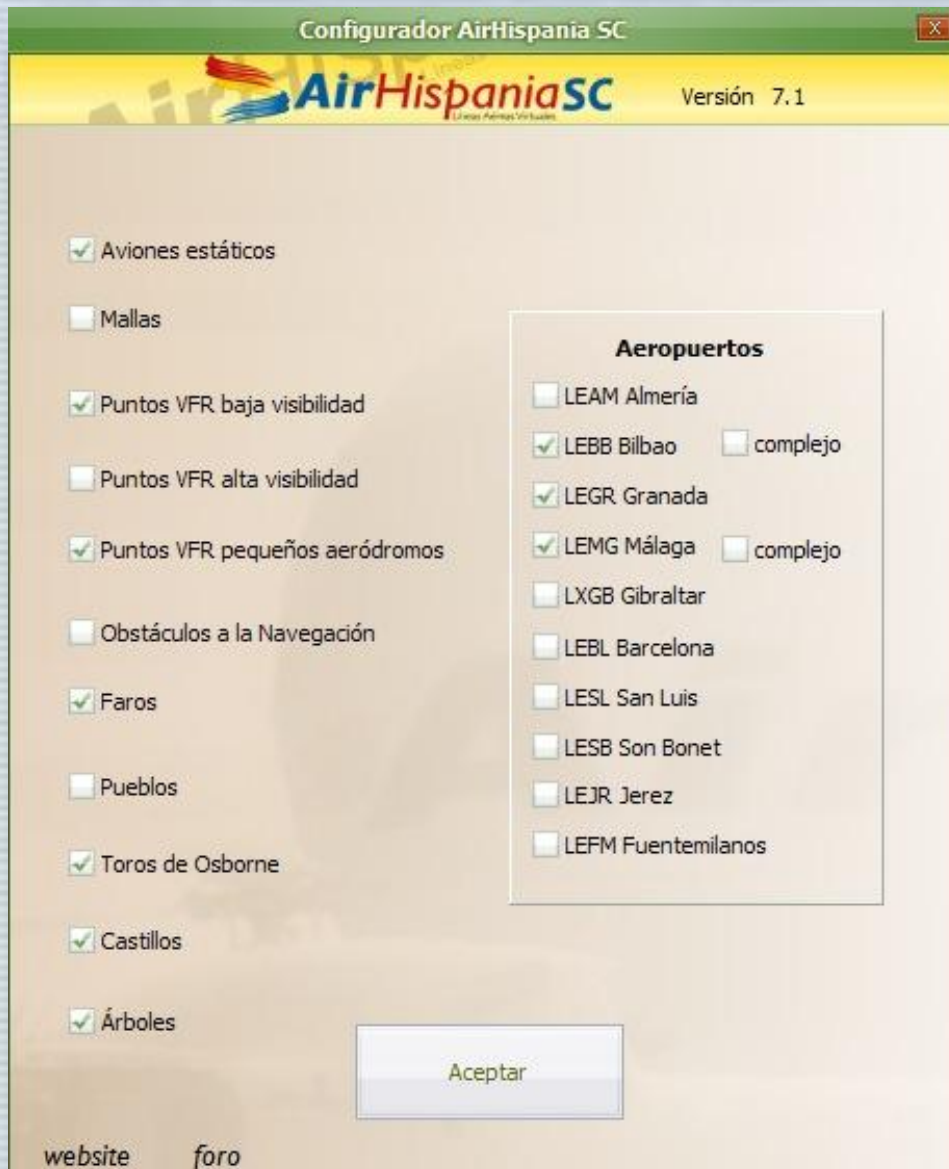 Configurador AirHispania SC
X
AirHispaniaSC
Líneas Aéreas Virtuales
Versión 7.1
Aviones estáticos
Mallas
Puntos VFR baja visibilidad
Puntos VFR alta visibilidad
Puntos VFR pequeños aeródromos
Obstáculos a la Navegación
Faros
Pueblos
Toros de Osborne
Castillos
Árboles
Aeropuertos
LEAM Almería
LEBB Bilbao complejo
LEGR Granada
LEMG Málaga complejo
LXGB Gibraltar
LEBL Barcelona
LESL San Luis
LESB Son Bonet
LEJR Jerez
LEFM Fuentemilanos
Aceptar
website foro